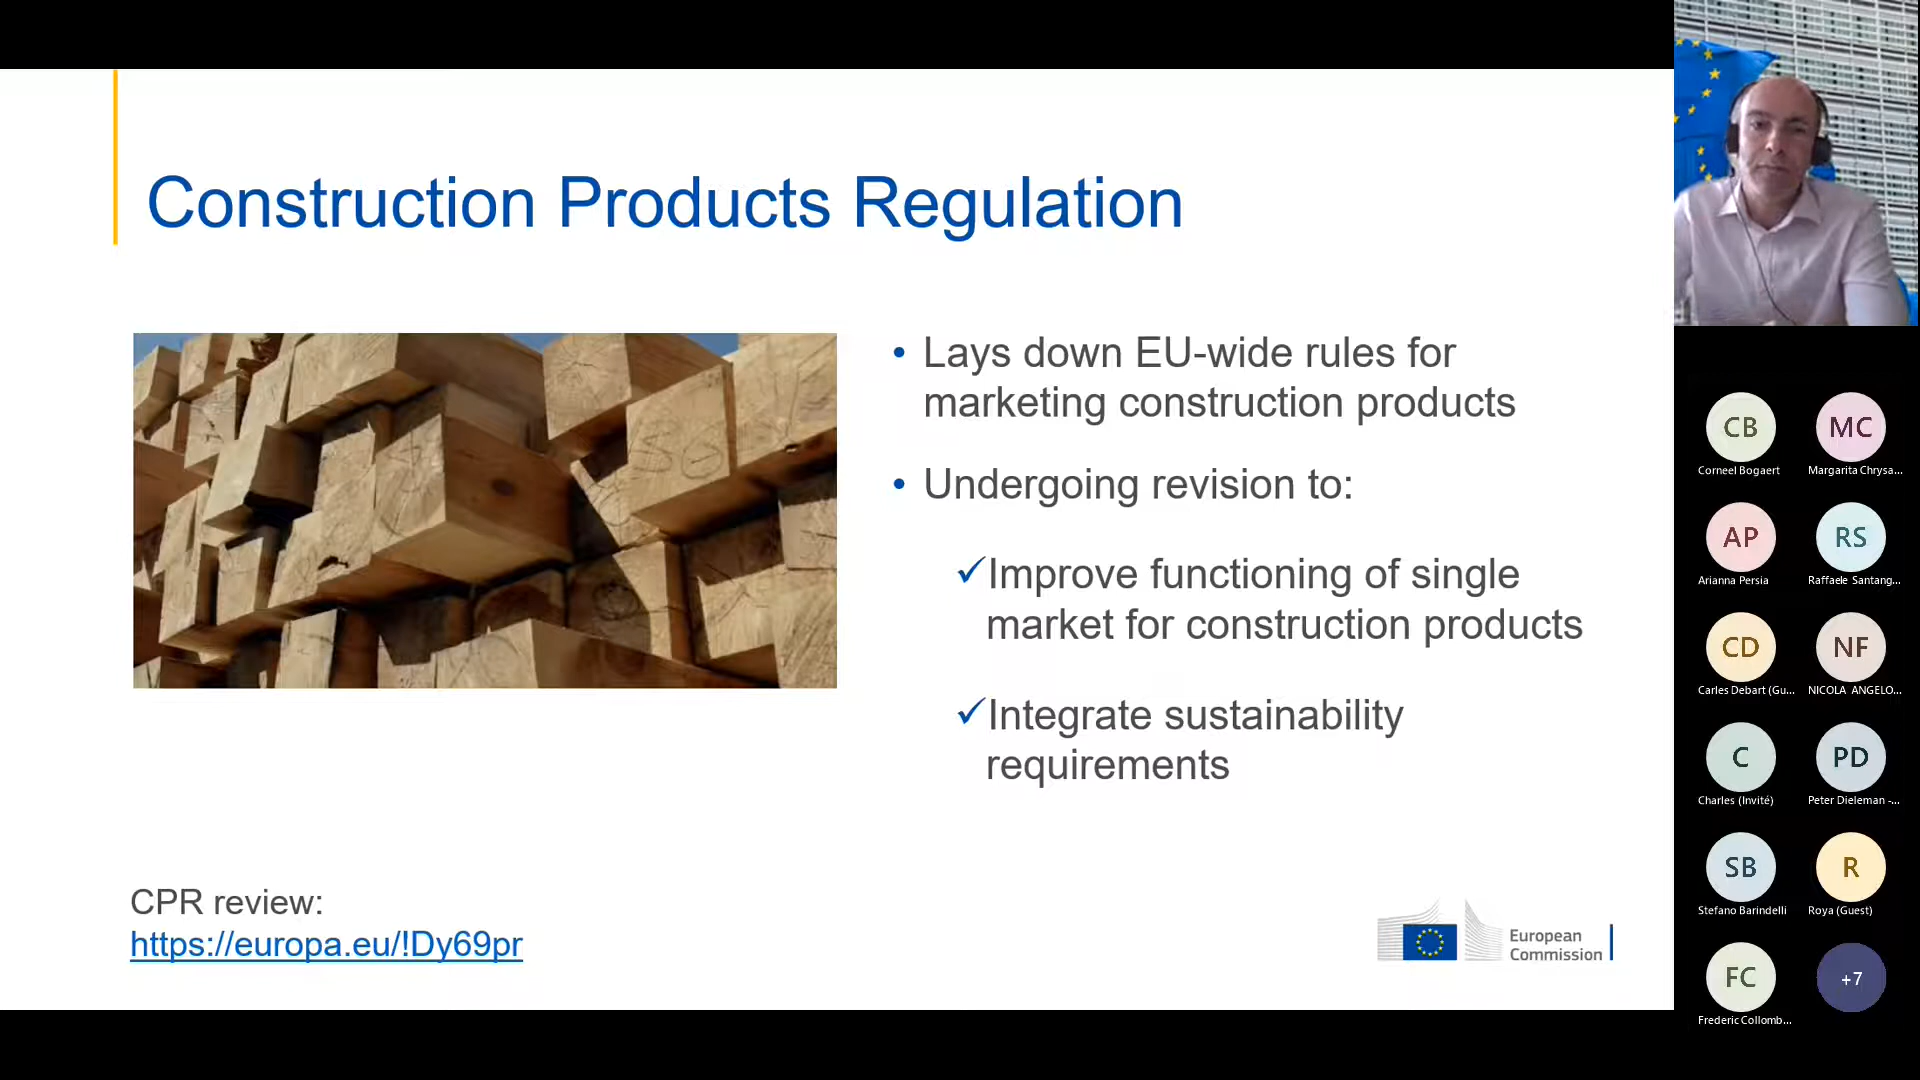 Construction Products Regulation
• Lays down EU-wide rules for
marketing construction products
• Undergoing revision to:
✓Improve functioning of single
market for construction products
✓Integrate sustainability
requirements
CPR review:
https://europa.eu/!Dy69pr
European
Commission
CB
Corneel Bogaert
MC
Margarita Chrysa...
AP
Arianna Persia
RS
Raffaele Santang...
CD
Carles Debart (Gu...
NF
NICOLA ANGELO...
C
Charles (Invité)
PD
Peter Dieleman -...
SB
Stefano Barindelli
R
Roya (Guest)
FC
Frederic Collomb...
+7